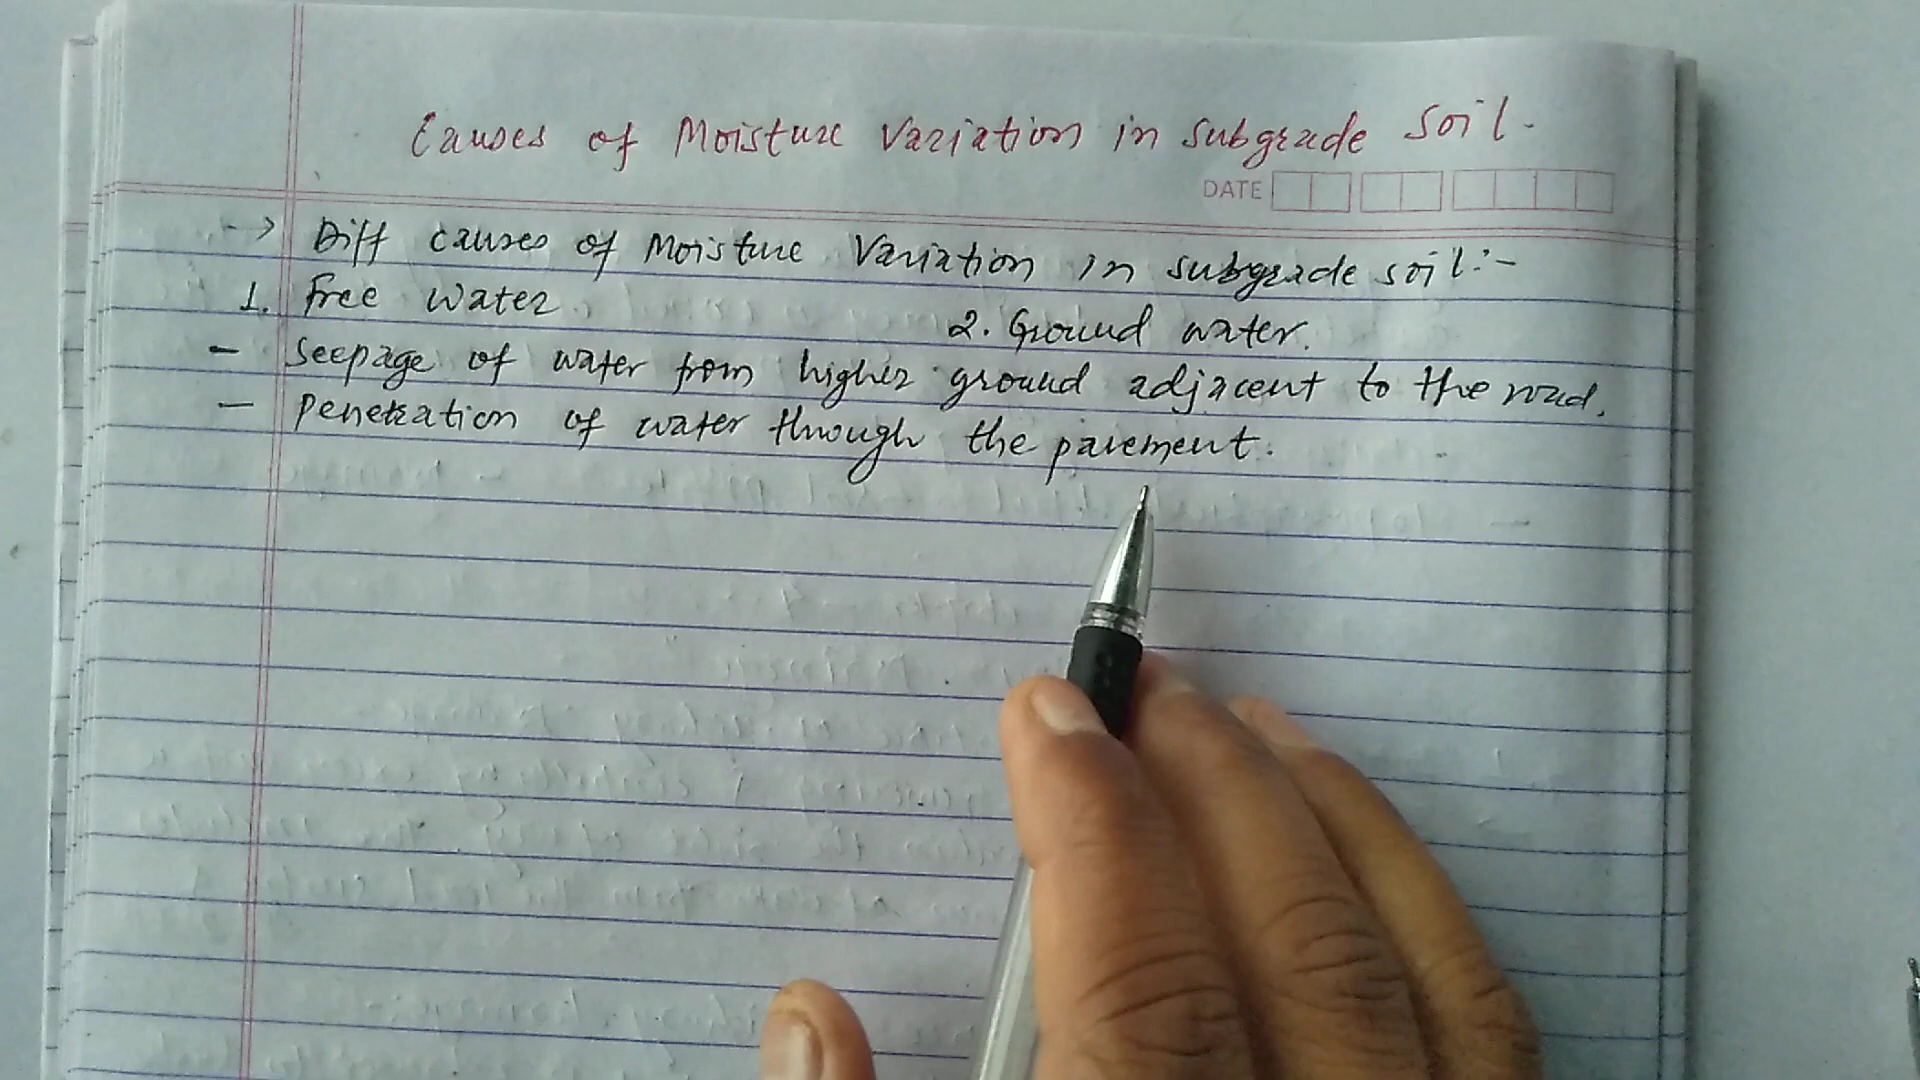 Causes of Moisture Variation in Subgrade Soil.
DATE
→ Diff causes of Moisture Variation in subgrade soil:-
1. Free Water 2. Ground water.
- Seepage of water from higher ground adjacent to the road.
- Penetration of water through the pavement.